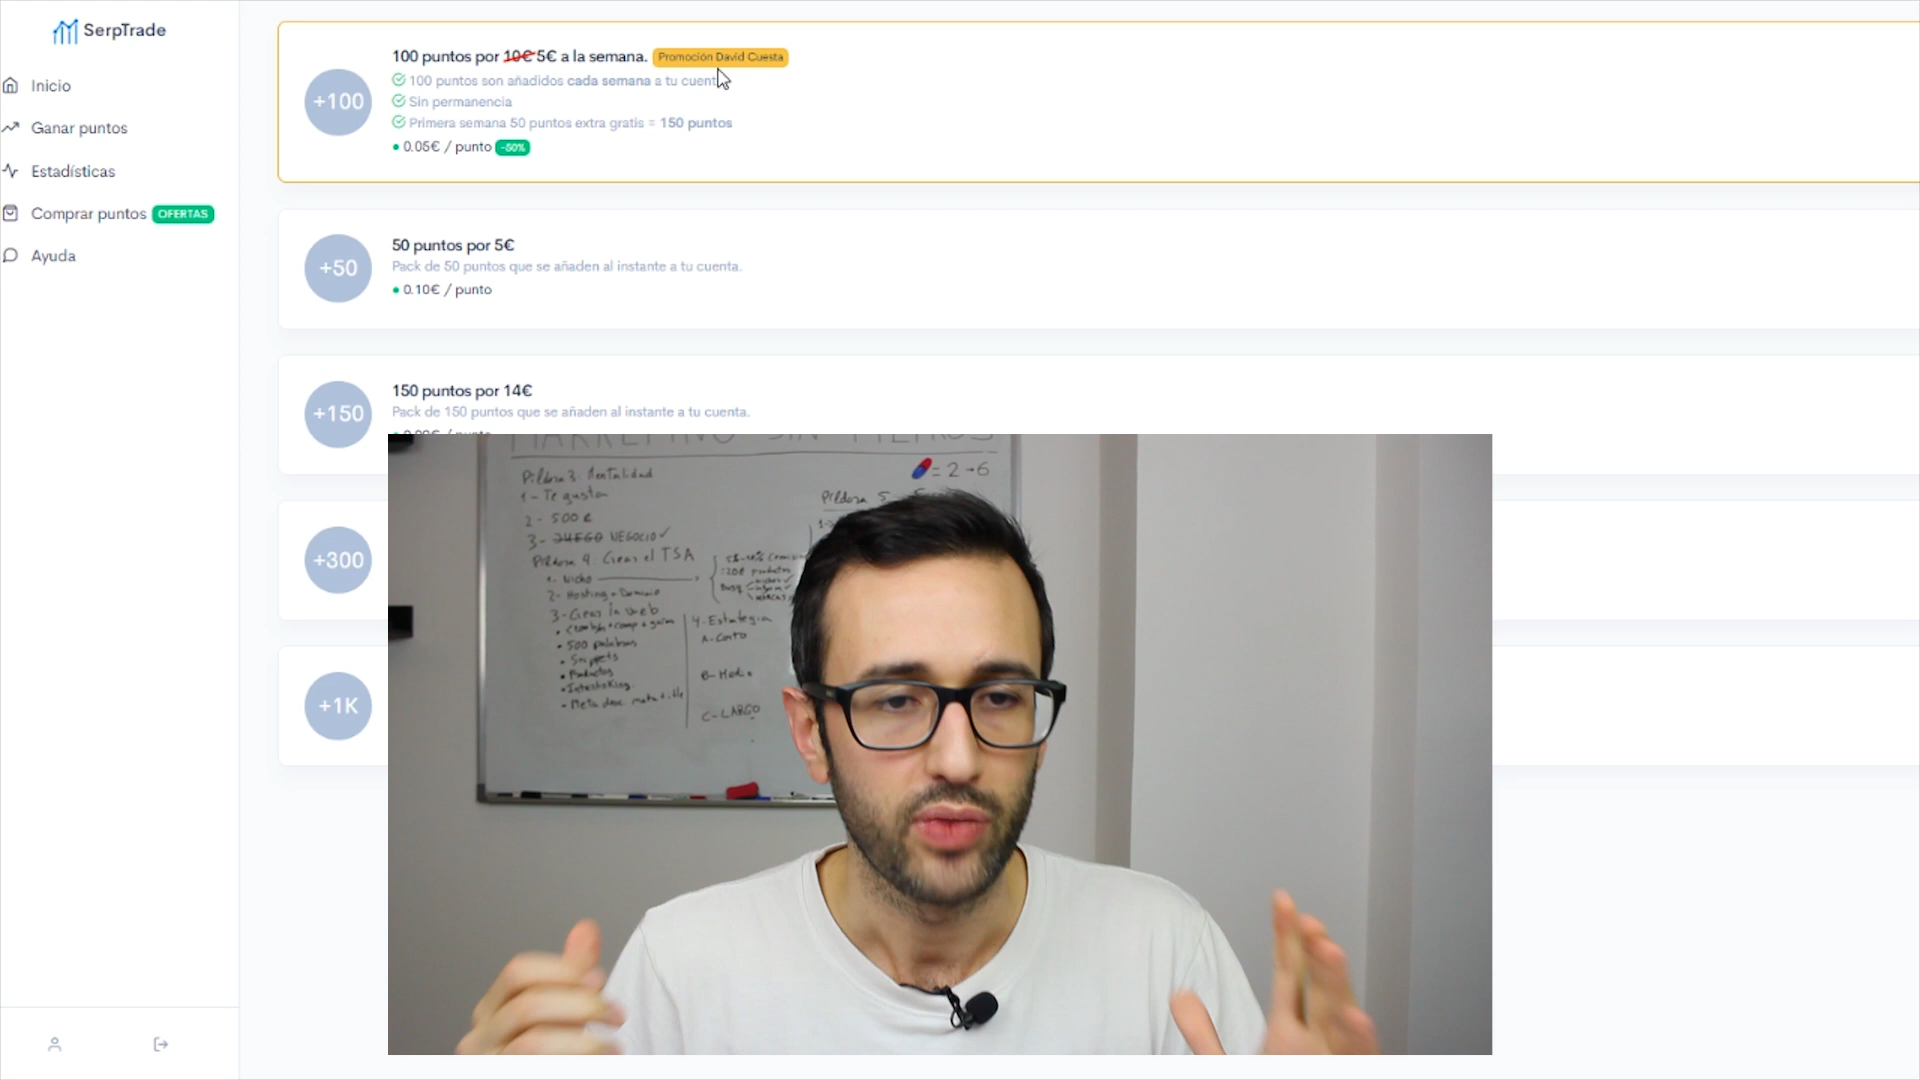 SerpTrade
Inicio
Ganar puntos
Estadísticas
Comprar puntos OFERTAS
Ayuda
+100
100 puntos por 10€ 5€ a la semana. Promoción David Cuesta
100 puntos son añadidos cada semana a tu cuent
Sin permanencia
Primera semana 50 puntos extra gratis = 150 puntos
0.05€ / punto -50%
+50
50 puntos por 5€
Pack de 50 puntos que se añaden al instante a tu cuenta.
0.10€ / punto
+150
150 puntos por 14€
Pack de 150 puntos que se añaden al instante a tu cuenta.
+300
+1K
MARKETING SIN FILTROS
= 2-6
Píldora 3: Mentalidad
1- Te gusta
2- 500€
3- JUEGO NEGOCIO ✓
Píldora 4: Crear el TSA
1- Nicho
2- Hosting + Dominio
3- Crear la web
• 500 palabras
• Snippets
• Productos
4- Estrategia
A- Corto
B- Medio
C- LARGO
Píldora 5